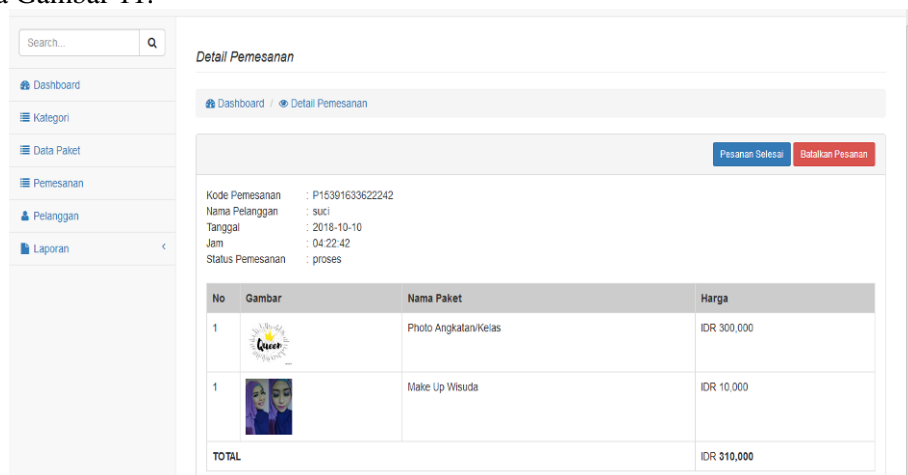 a Gambar 11.
Search...
Dashboard
Kategori
Data Paket
Pemesanan
Pelanggan
Laporan
Detail Pemesanan
Dashboard / Detail Pemesanan
Pesanan Selesai Batalkan Pesanan
Kode Pemesanan : P15391633622242
Nama Pelanggan : suci
Tanggal : 2018-10-10
Jam : 04:22:42
Status Pemesanan : proses
No Gambar Nama Paket Harga
1 Queen Photo Angkatan/Kelas IDR 300,000
1 Make Up Wisuda IDR 10,000
TOTAL IDR 310,000